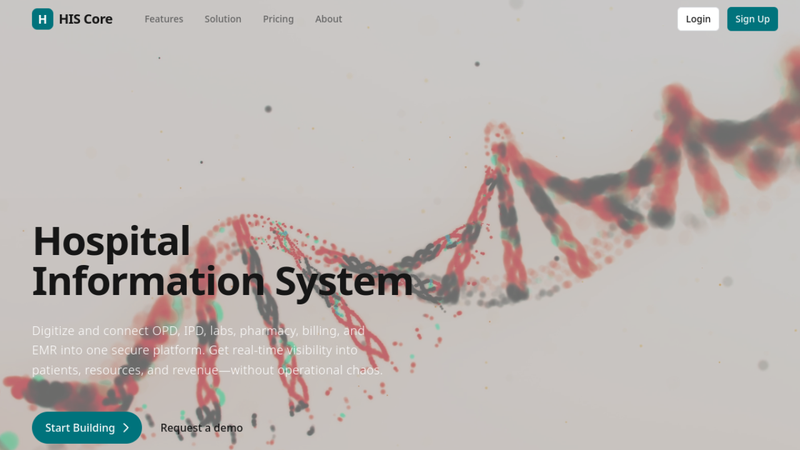 H HIS Core Features Solution Pricing About Login Sign Up
Hospital
Information System
Digitize and connect OPD, IPD, labs, pharmacy, billing, and
EMR into one secure platform. Get real-time visibility into
patients, resources, and revenue—without operational chaos.
Start Building Request a demo